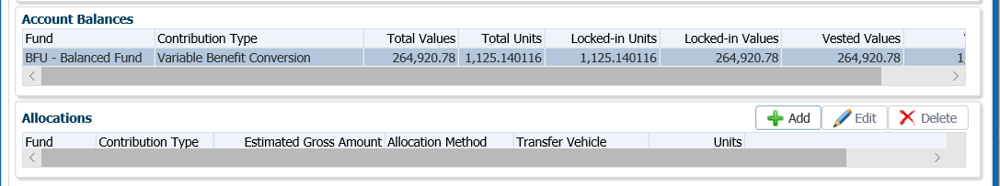 Account Balances
Fund Contribution Type Total Values Total Units Locked-in Units Locked-in Values Vested Values
BFU - Balanced Fund Variable Benefit Conversion 264,920.78 1,125.140116 1,125.140116 264,920.78 264,920.78 1
Allocations Add Edit Delete
Fund Contribution Type Estimated Gross Amount Allocation Method Transfer Vehicle Units